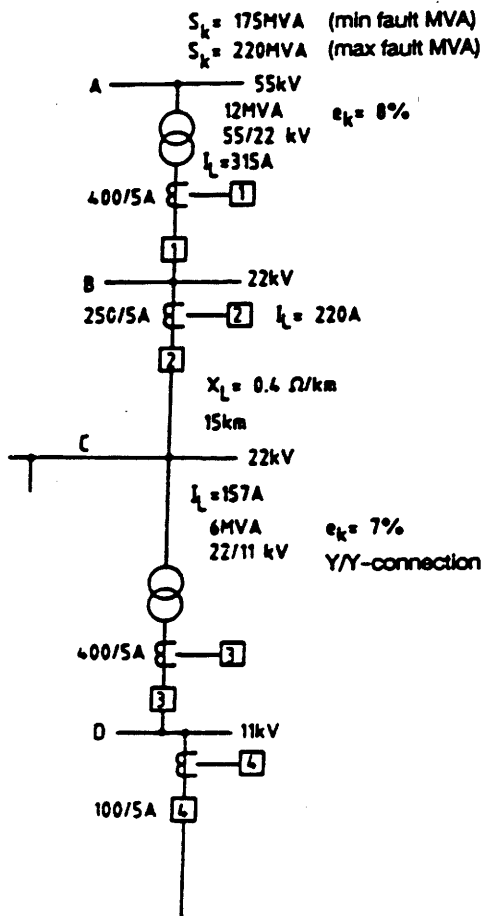 Sk = 175MVA (min fault MVA)
Sk = 220MVA (max fault MVA)
A 55kV
12MVA ek = 8%
55/22 kV
IL=315A
400/5A 1
1
B 22kV
250/5A 2 IL= 220A
2
XL = 0.4 Ω/km
15km
C 22kV
IL=157A
6MVA ek= 7%
22/11 kV Y/Y-connection
400/5A 3
3
D 11kV
4
100/5A 4